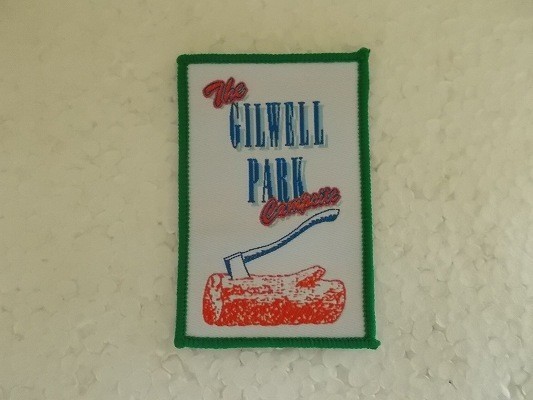 The
GILWELL
PARK
Campsite